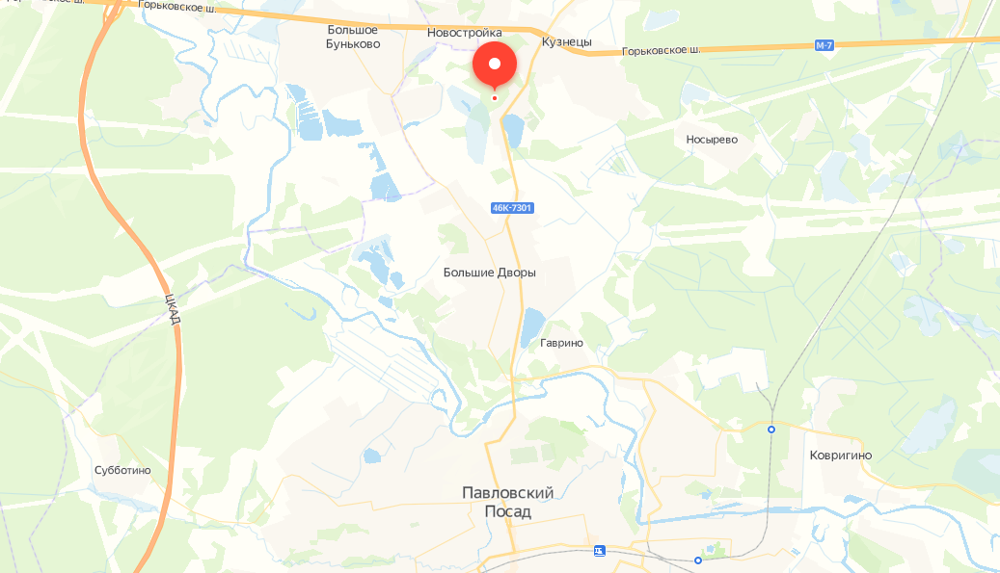 Горьковское ш.
Большое
Буньково
Новостройка
Кузнецы
Горьковское ш.
М-7
Носырево
46К-7301
Большие Дворы
ЦКАД
Гаврино
Ковригино
Субботино
Павловский
Посад